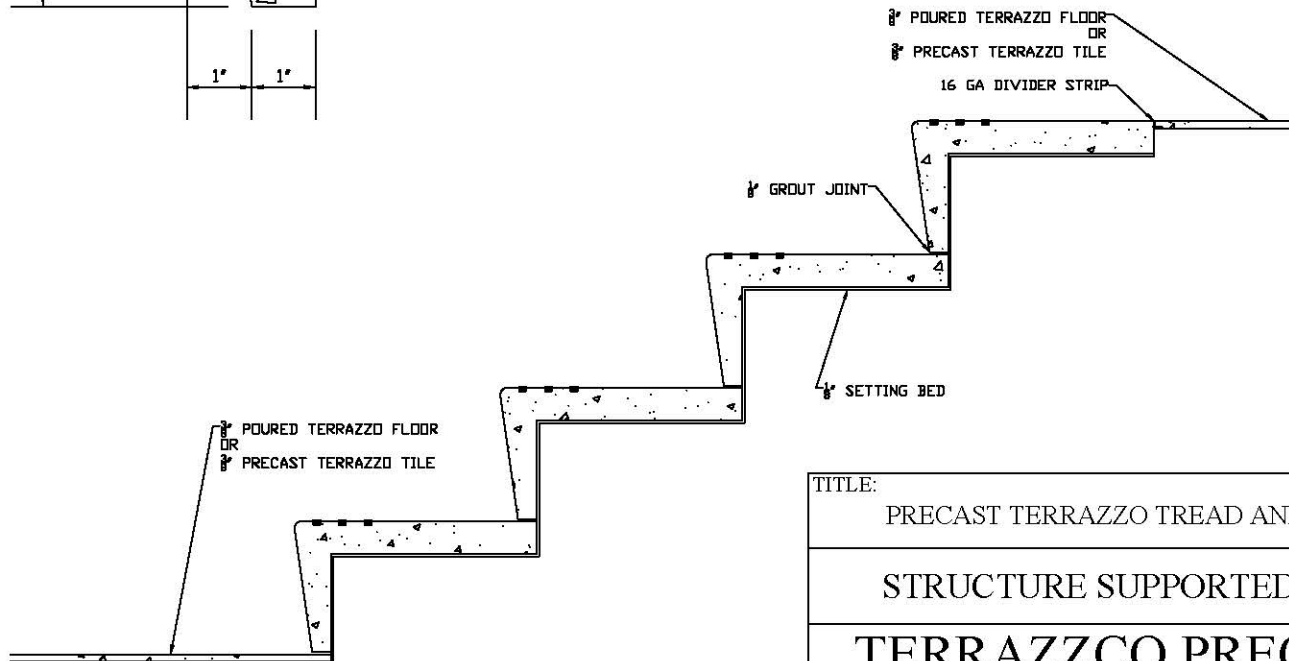 1" 1"
⅜" POURED TERRAZZO FLOOR
OR
⅜" PRECAST TERRAZZO TILE
16 GA DIVIDER STRIP
⅛" GROUT JOINT
⅛" SETTING BED
⅜" POURED TERRAZZO FLOOR
OR
⅜" PRECAST TERRAZZO TILE
TITLE:
PRECAST TERRAZZO TREAD AN
STRUCTURE SUPPORTED
TERRAZZCO PREC